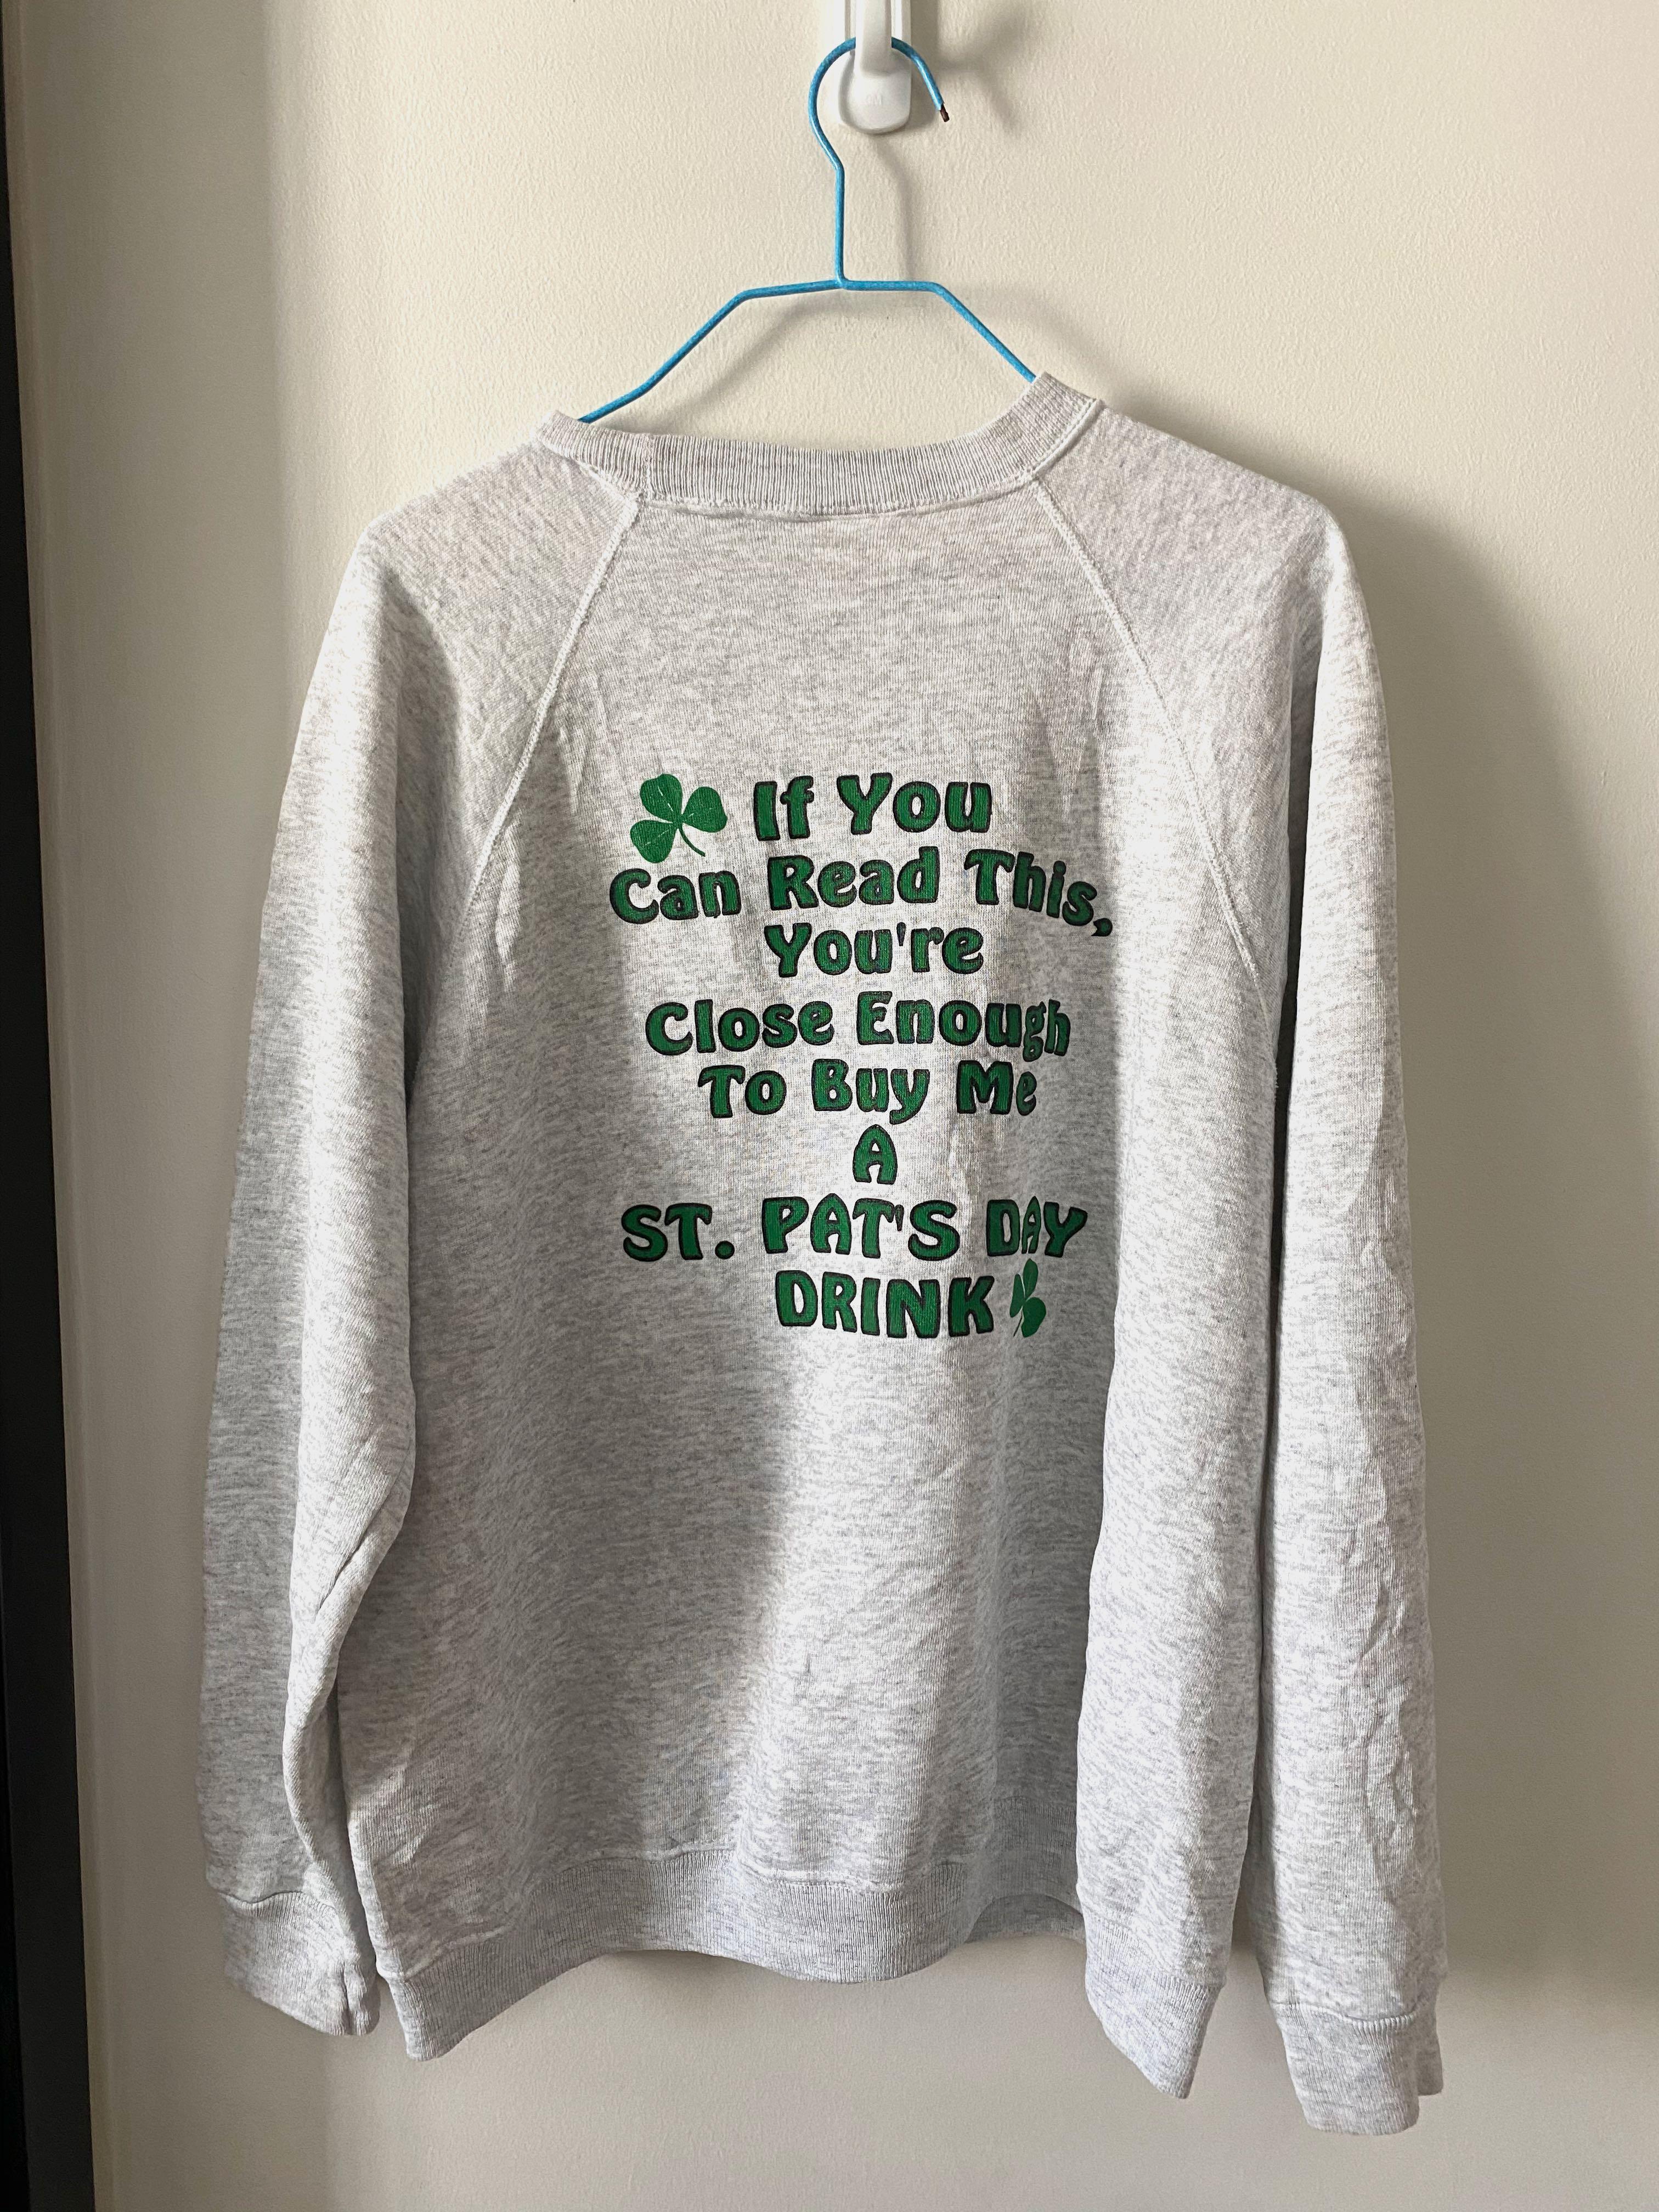 If You
Can Read This,
You're
Close Enough
To Buy Me
A
ST. PAT'S DAY
DRINK